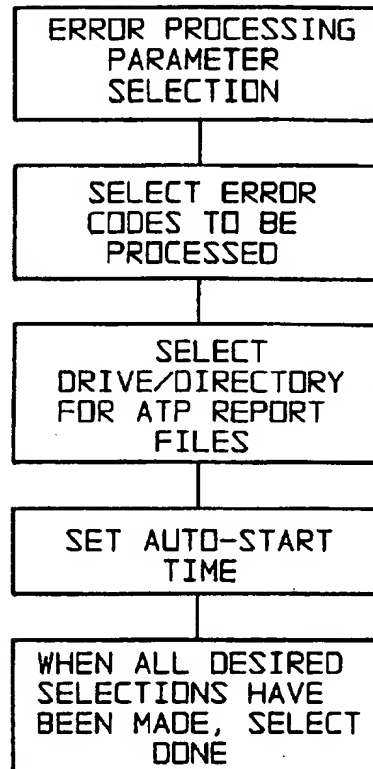 ERROR PROCESSING
PARAMETER
SELECTION
SELECT ERROR
CODES TO BE
PROCESSED
SELECT
DRIVE/DIRECTORY
FOR ATP REPORT
FILES
SET AUTO-START
TIME
WHEN ALL DESIRED
SELECTIONS HAVE
BEEN MADE, SELECT
DONE